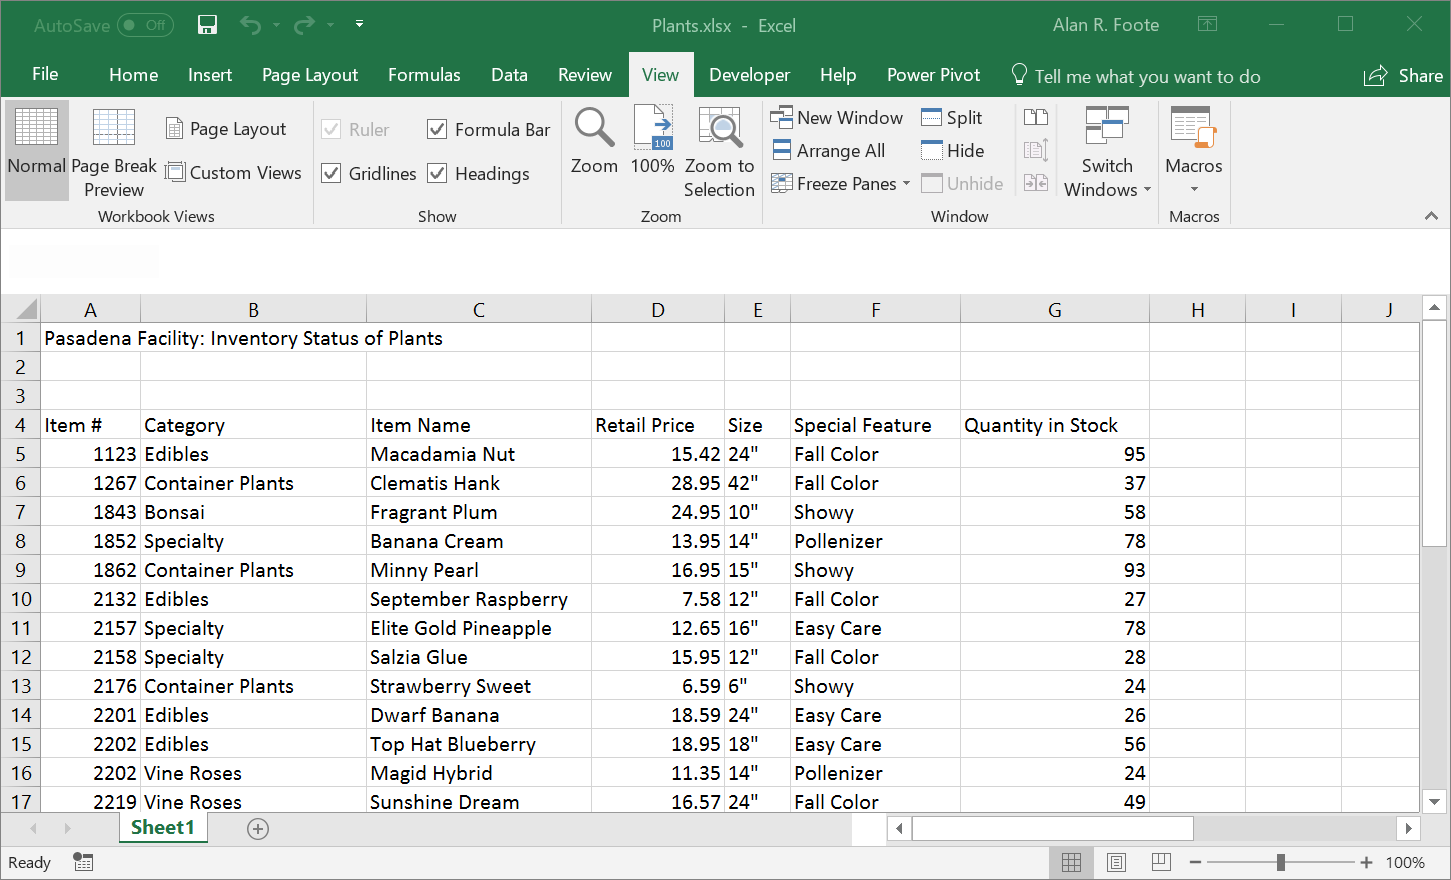 AutoSave Off Plants.xlsx - Excel Alan R. Foote
File Home Insert Page Layout Formulas Data Review View Developer Help Power Pivot Tell me what you want to do Share
Normal
Page Break
Preview
Page Layout
Custom Views
Workbook Views
Ruler Formula Bar
Gridlines Headings
Show
Zoom
100
100%
Zoom to
Selection
Zoom
New Window
Arrange All
Freeze Panes
Split
Hide
Unhide
Switch
Windows
Window
Macros
Macros
A B C D E F G H I J
1 Pasadena Facility: Inventory Status of Plants
2
3
4 Item # Category Item Name Retail Price Size Special Feature Quantity in Stock
5 1123 Edibles Macadamia Nut 15.42 24" Fall Color 95
6 1267 Container Plants Clematis Hank 28.95 42" Fall Color 37
7 1843 Bonsai Fragrant Plum 24.95 10" Showy 58
8 1852 Specialty Banana Cream 13.95 14" Pollenizer 78
9 1862 Container Plants Minny Pearl 16.95 15" Showy 93
10 2132 Edibles September Raspberry 7.58 12" Fall Color 27
11 2157 Specialty Elite Gold Pineapple 12.65 16" Easy Care 78
12 2158 Specialty Salzia Glue 15.95 12" Fall Color 28
13 2176 Container Plants Strawberry Sweet 6.59 6" Showy 24
14 2201 Edibles Dwarf Banana 18.59 24" Easy Care 26
15 2202 Edibles Top Hat Blueberry 18.95 18" Easy Care 56
16 2202 Vine Roses Magid Hybrid 11.35 14" Pollenizer 24
17 2219 Vine Roses Sunshine Dream 16.57 24" Fall Color 49
Sheet1
Ready 100%